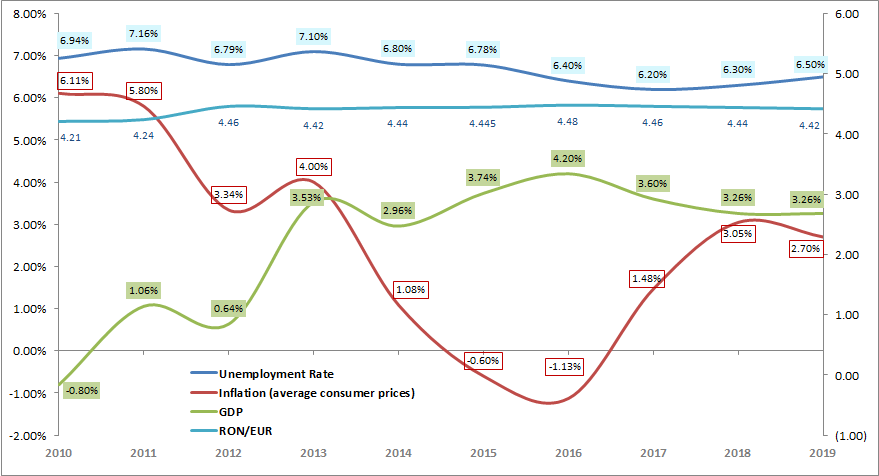 8.00%
7.00%
6.00%
5.00%
4.00%
3.00%
2.00%
1.00%
0.00%
-1.00%
-2.00%
6.00
5.00
4.00
3.00
2.00
1.00
0.00
(1.00)
6.94% 7.16% 6.79% 7.10% 6.80% 6.78% 6.40% 6.20% 6.30% 6.50%
6.11% 5.80% 3.34% 4.00% 1.08% -0.60% -1.13% 1.48% 3.05% 2.70%
4.21 4.24 4.46 4.42 4.44 4.445 4.48 4.46 4.44 4.42
-0.80% 1.06% 0.64% 3.53% 2.96% 3.74% 4.20% 3.60% 3.26% 3.26%
Unemployment Rate
Inflation (average consumer prices)
GDP
RON/EUR
2010 2011 2012 2013 2014 2015 2016 2017 2018 2019